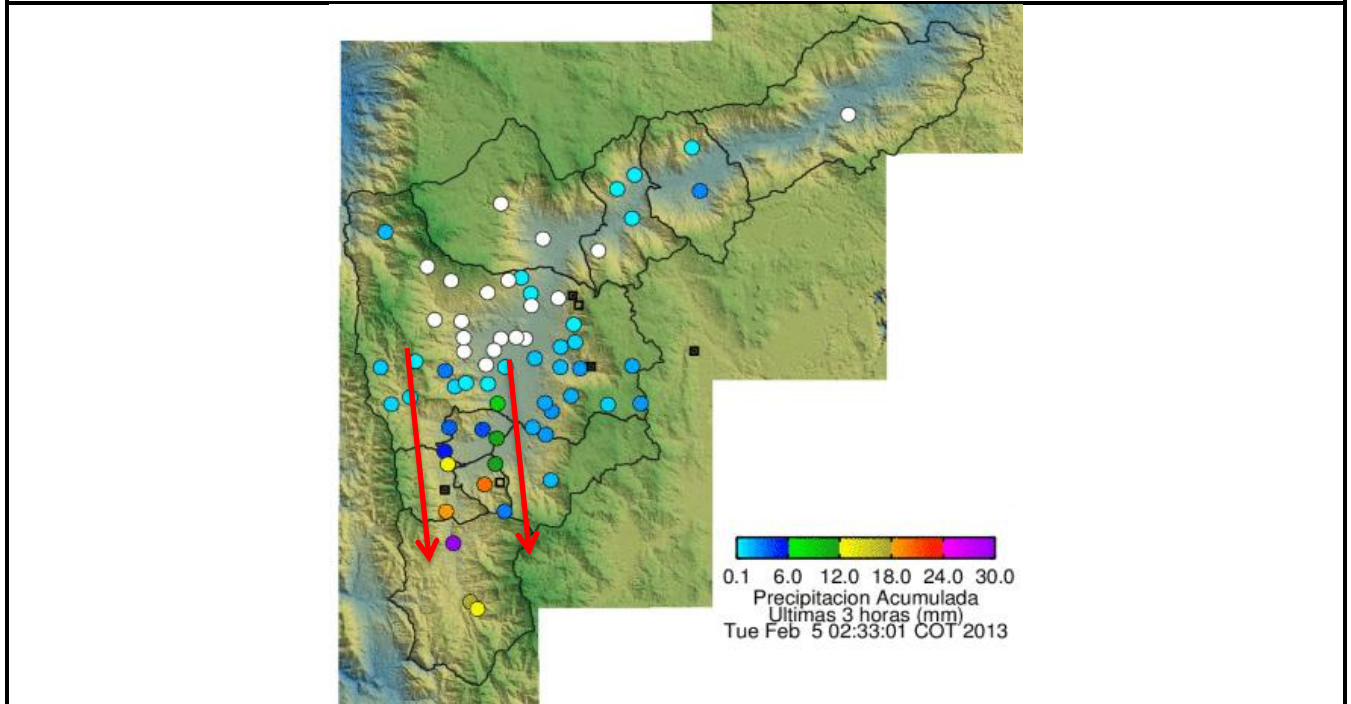 0.1 6.0 12.0 18.0 24.0 30.0
Precipitacion Acumulada
Ultimas 3 horas (mm)
Tue Feb 5 02:33:01 COT 2013